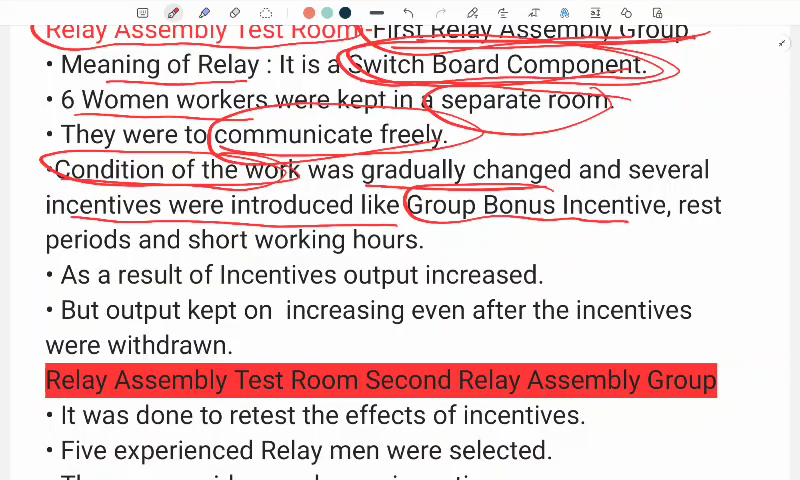 Relay Assembly Test Room -First Relay Assembly Group.
• Meaning of Relay : It is a Switch Board Component.
• 6 Women workers were kept in a separate room.
• They were to communicate freely.
•Condition of the work was gradually changed and several
incentives were introduced like Group Bonus Incentive, rest
periods and short working hours.
• As a result of Incentives output increased.
• But output kept on  increasing even after the incentives
were withdrawn.
Relay Assembly Test Room Second Relay Assembly Group
• It was done to retest the effects of incentives.
• Five experienced Relay men were selected.